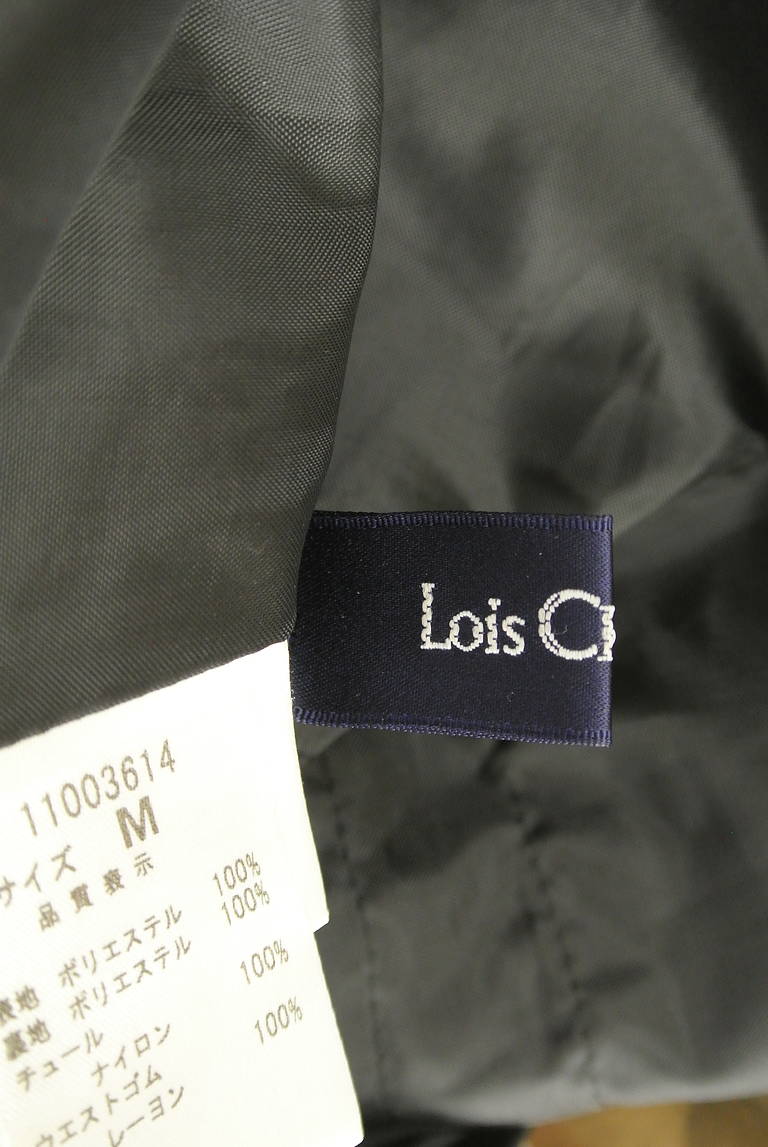 Lois C
11003614
サイズ M
品質表示
表地 ポリエステル 100%
裏地 ポリエステル 100%
チュール
ナイロン 100%
ウエストゴム
レーヨン 100%